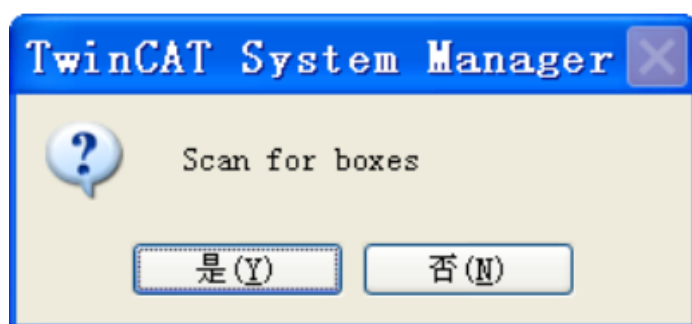 TwinCAT System Manager
Scan for boxes
是(Y) 否(N)